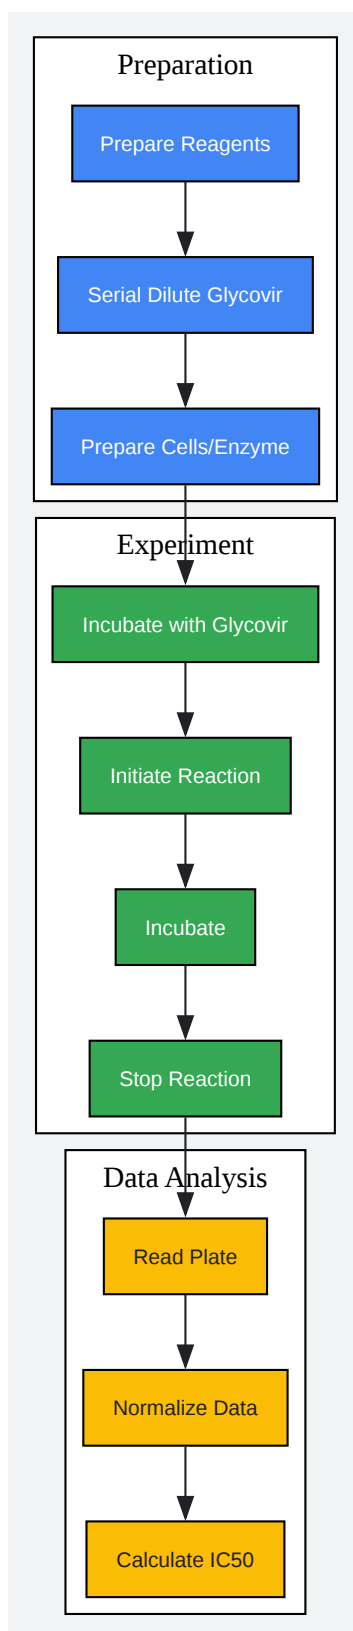 Preparation
Prepare Reagents
Serial Dilute Glycovir
Prepare Cells/Enzyme
Experiment
Incubate with Glycovir
Initiate Reaction
Incubate
Stop Reaction
Data Analysis
Read Plate
Normalize Data
Calculate IC50